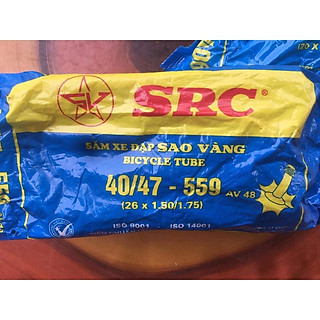 SRC®
SĂM XE ĐẠP SAO VÀNG
BICYCLE TUBE
40/47 - 559 AV 48
(26 x 1.50/1.75)
ISO 9001 ISO 14001